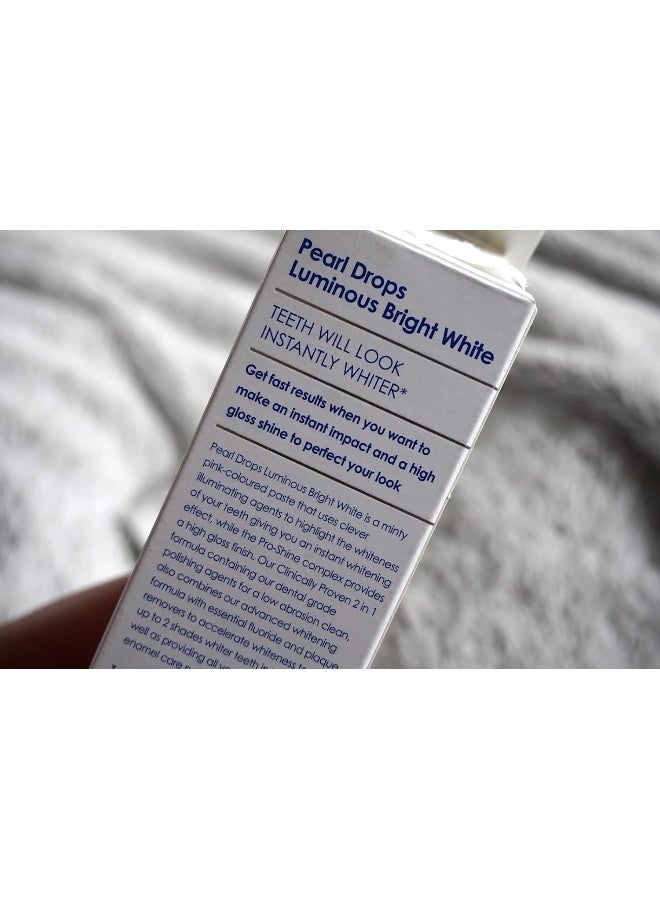 Pearl Drops
Luminous Bright White
TEETH WILL LOOK
INSTANTLY WHITER*
Get fast results when you want to
make an instant impact and a high
gloss shine to perfect your look
Pearl Drops Luminous Bright White is a minty
pink-coloured paste that uses clever
illuminating agents to highlight the whiteness
of your teeth giving you an instant whitening
effect, while the Pro-Shine complex provides
a high gloss finish. Our Clinically Proven 2 in 1
formula containing our dental grade
polishing agents for a low abrasion clean,
also combines our advanced whitening
formula with essential fluoride and plaque
removers to accelerate whiteness
up to 2 shades whiter teeth
well as providing all
enamel care